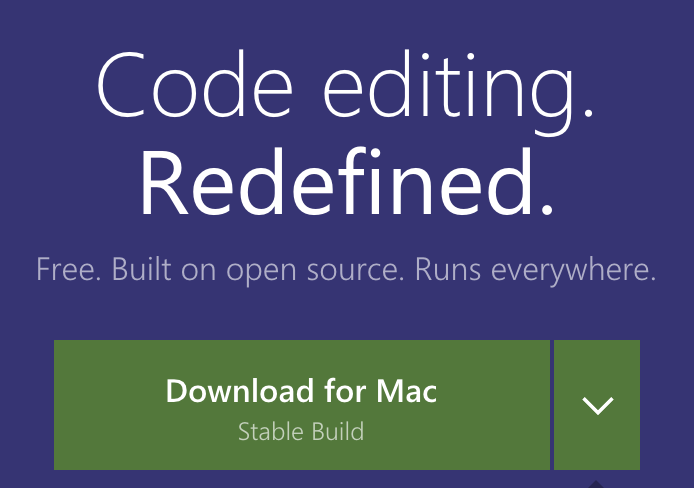 Code editing.
Redefined.
Free. Built on open source. Runs everywhere.
Download for Mac
Stable Build